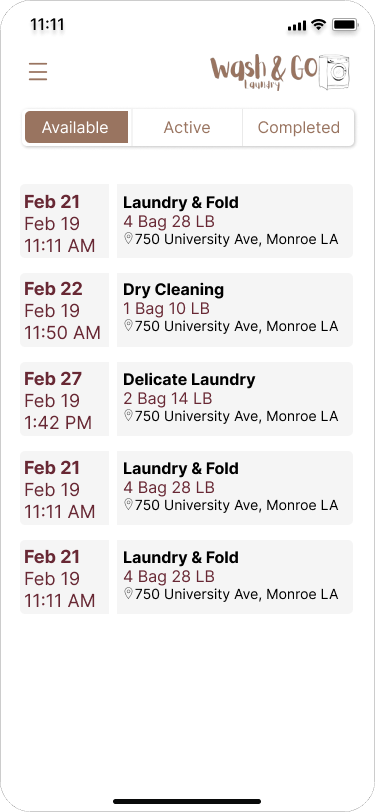 11:11
Wash & GO
Laundry
Available
Active
Completed
Feb 21
Feb 19
11:11 AM
Laundry & Fold
4 Bag 28 LB
750 University Ave, Monroe LA
Feb 22
Feb 19
11:50 AM
Dry Cleaning
1 Bag 10 LB
750 University Ave, Monroe LA
Feb 27
Feb 19
1:42 PM
Delicate Laundry
2 Bag 14 LB
750 University Ave, Monroe LA
Feb 21
Feb 19
11:11 AM
Laundry & Fold
4 Bag 28 LB
750 University Ave, Monroe LA
Feb 21
Feb 19
11:11 AM
Laundry & Fold
4 Bag 28 LB
750 University Ave, Monroe LA